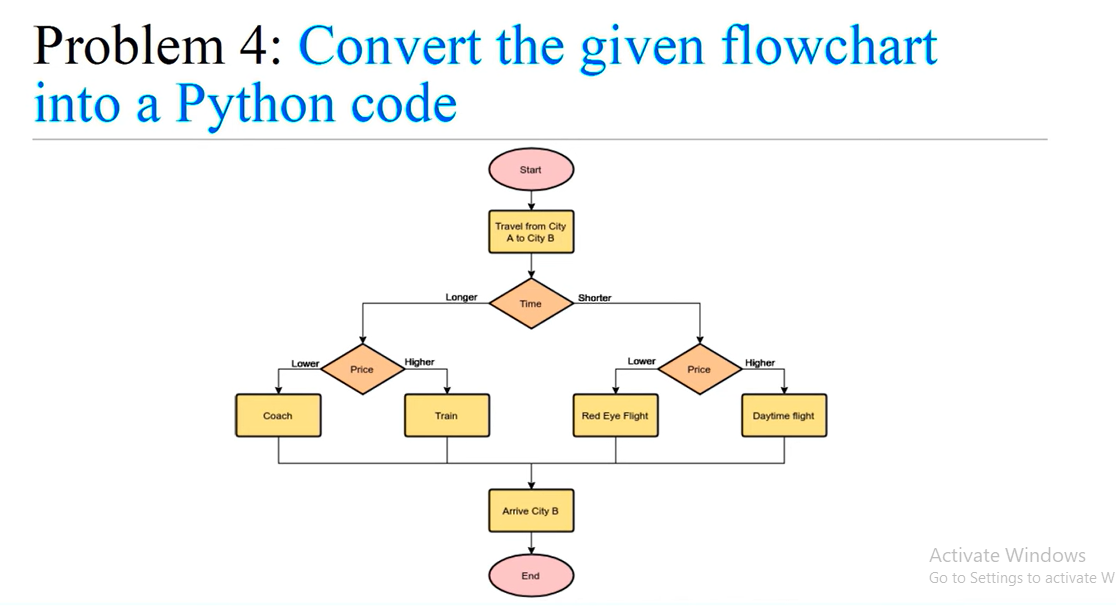 Problem 4: Convert the given flowchart
into a Python code
Start
Travel from City
A to City B
Longer
Time
Shorter
Lower
Price
Higher
Lower
Price
Higher
Coach
Train
Red Eye Flight
Daytime flight
Arrive City B
End
Activate Windows
Go to Settings to activate W